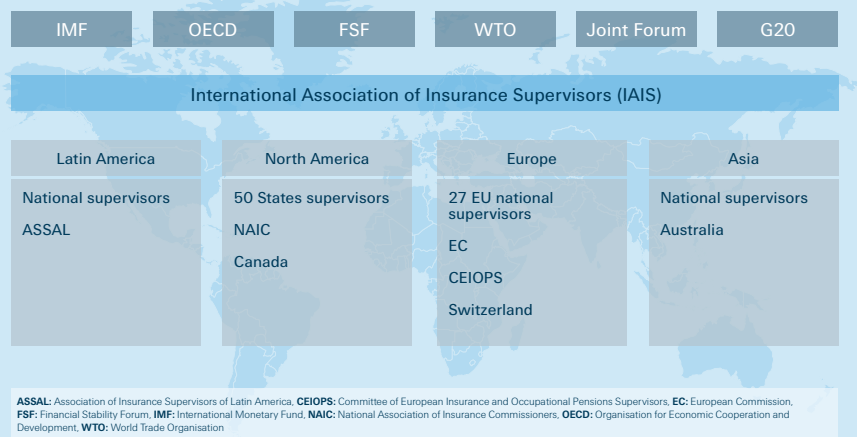 IMF
OECD
FSF
WTO
Joint Forum
G20
International Association of Insurance Supervisors (IAIS)
Latin America
National supervisors
ASSAL
North America
50 States supervisors
NAIC
Canada
Europe
27 EU national
supervisors
EC
CEIOPS
Switzerland
Asia
National supervisors
Australia
ASSAL: Association of Insurance Supervisors of Latin America, CEIOPS: Committee of European Insurance and Occupational Pensions Supervisors, EC: European Commission,
FSF: Financial Stability Forum, IMF: International Monetary Fund, NAIC: National Association of Insurance Commissioners, OECD: Organisation for Economic Cooperation and
Development, WTO: World Trade Organisation